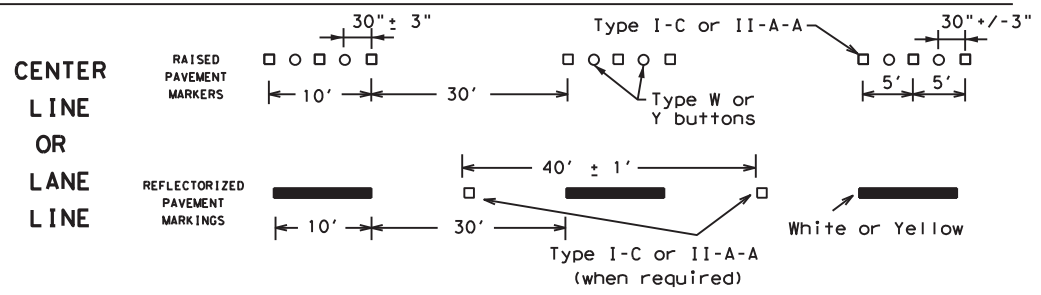 30"± 3"
Type I-C or II-A-A
30"+/-3"
CENTER
LINE
OR
LANE
LINE
RAISED
PAVEMENT
MARKERS
10'
30'
Type W or
Y buttons
5'
5'
40' ± 1'
REFLECTORIZED
PAVEMENT
MARKINGS
10'
30'
Type I-C or II-A-A
(when required)
White or Yellow